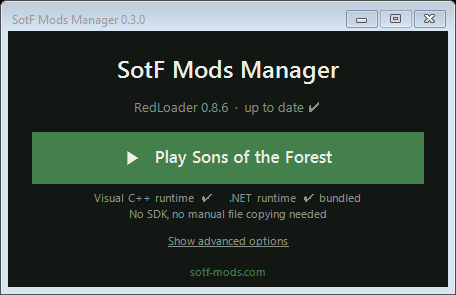 SotF Mods Manager 0.3.0
SotF Mods Manager
RedLoader 0.8.6 · up to date ✓
Play Sons of the Forest
Visual C++ runtime ✓ .NET runtime ✓ bundled
No SDK, no manual file copying needed
Show advanced options
sotf-mods.com